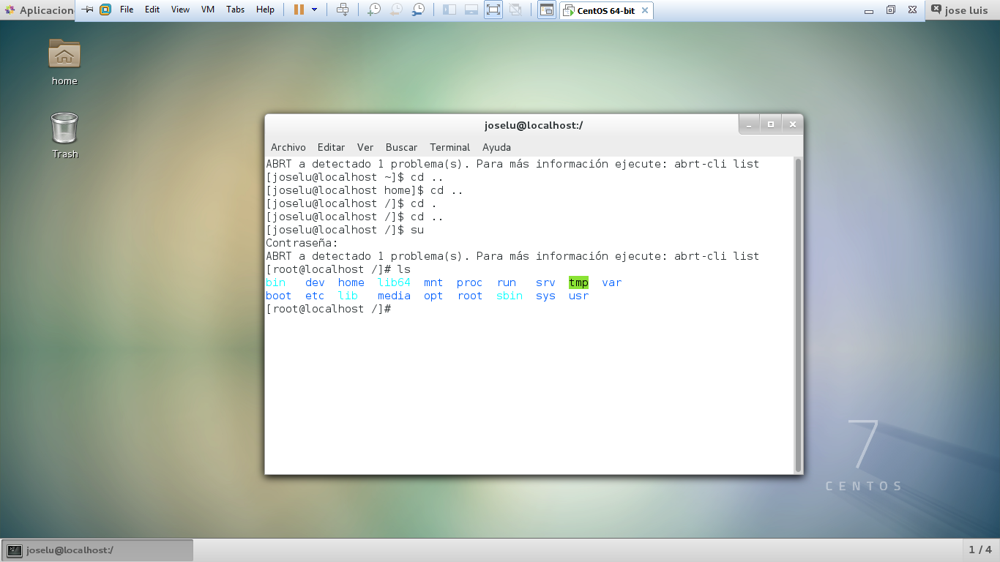 Aplicacion File Edit View VM Tabs Help CentOS 64-bit jose luis
home
Trash
joselu@localhost:/
Archivo Editar Ver Buscar Terminal Ayuda
ABRT a detectado 1 problema(s). Para más información ejecute: abrt-cli list
[joselu@localhost ~]$ cd ..
[joselu@localhost home]$ cd ..
[joselu@localhost /]$ cd .
[joselu@localhost /]$ cd ..
[joselu@localhost /]$ su
Contraseña:
ABRT a detectado 1 problema(s). Para más información ejecute: abrt-cli list
[root@localhost /]# ls
bin dev home lib64 mnt proc run srv tmp var
boot etc lib media opt root sbin sys usr
[root@localhost /]#
7
CENTOS
joselu@localhost:/ 1 / 4